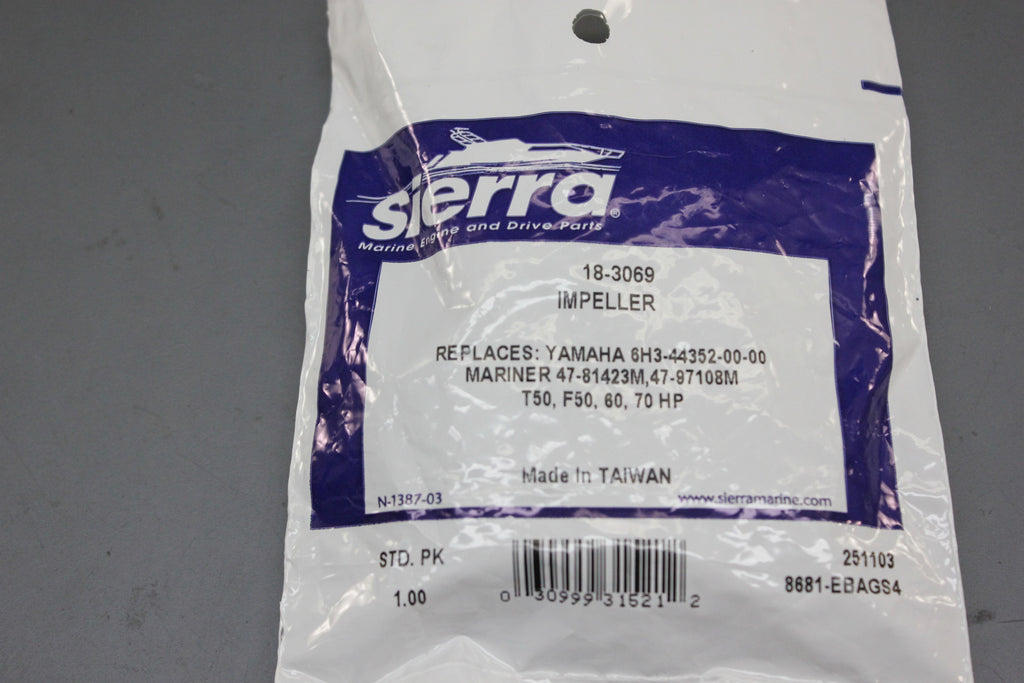 sierra®
Marine Engine and Drive Parts
18-3069
IMPELLER
REPLACES: YAMAHA 6H3-44352-00-00
MARINER 47-81423M,47-97108M
T50, F50, 60, 70 HP
Made In TAIWAN
N-1387-03 www.sierramarine.com
STD. PK 251103
1.00 8681-EBAGS4
0 30999 31521 2